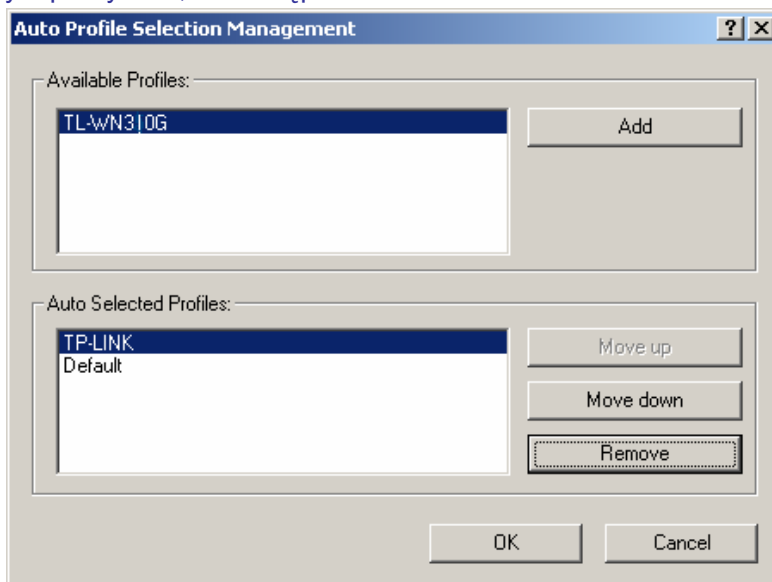 Auto Profile Selection Management
Available Profiles:
TL-WN310G
Add
Auto Selected Profiles:
TP-LINK
Default
Move up
Move down
Remove
OK
Cancel